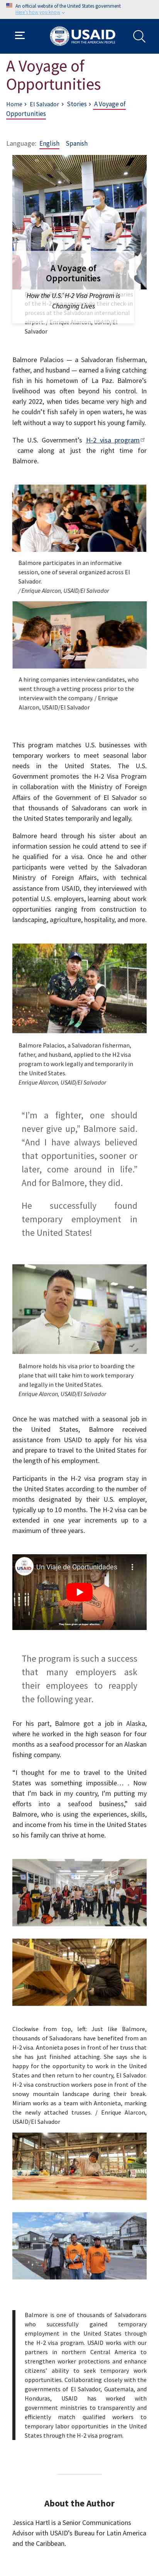 An official website of the United States government
Here's how you know
USAID
FROM THE AMERICAN PEOPLE
A Voyage of
Opportunities
Home › El Salvador › Stories › A Voyage of
Opportunities
Language: English Spanish
A Voyage of
Opportunities
How the U.S.' H-2 Visa Program is
Changing Lives
process at the Salvadoran international
Salvador
Balmore Palacios — a Salvadoran fisherman,
father, and husband — earned a living catching
fish in his hometown of La Paz. Balmore's
livelihood was often beyond his control. In
early 2022, when tides became very high and
he couldn't fish safely in open waters, he was
left without a way to support his young family.
The U.S. Government's H-2 visa program
came along at just the right time for
Balmore.
Balmore participates in an informative
session, one of several organized across El
Salvador.
/ Enrique Alarcon, USAID/El Salvador
A hiring companies interview candidates, who
went through a vetting process prior to the
interview with the company. / Enrique
Alarcon, USAID/El Salvador
This program matches U.S. businesses with
temporary workers to meet seasonal labor
needs in the United States. The U.S.
Government promotes the H-2 Visa Program
in collaboration with the Ministry of Foreign
Affairs of the Government of El Salvador so
that thousands of Salvadorans can work in
the United States temporarily and legally.
Balmore heard through his sister about an
information session he could attend to see if
he qualified for a visa. Once he and other
participants were vetted by the Salvadoran
Ministry of Foreign Affairs, with technical
assistance from USAID, they interviewed with
potential U.S. employers, learning about work
opportunities ranging from construction to
landscaping, agriculture, hospitality, and more.
Balmore Palacios, a Salvadoran fisherman,
father, and husband, applied to the H2 visa
program to work legally and temporarily in
the United States.
Enrique Alarcon, USAID/El Salvador
"I'm a fighter, one should
never give up," Balmore said.
"And I have always believed
that opportunities, sooner or
later, come around in life."
And for Balmore, they did.
He successfully found
temporary employment in
the United States!
Balmore holds his visa prior to boarding the
plane that will take him to work temporary
and legally in the United States.
Enrique Alarcon, USAID/El Salvador
Once he was matched with a seasonal job in
the United States, Balmore received
assistance from USAID to apply for his visa
and prepare to travel to the United States for
the length of his employment.
Participants in the H-2 visa program stay in
the United States according to the number of
months designated by their U.S. employer,
typically up to 10 months. The H-2 visa can be
extended in one year increments up to a
maximum of three years.
USAID
Un Viaje de Oportunidades
The program is such a success
that many employers ask
their employees to reapply
the following year.
For his part, Balmore got a job in Alaska,
where he worked in the high season for four
months as a seafood processor for an Alaskan
fishing company.
"I thought for me to travel to the United
States was something impossible… . Now
that I'm back in my country, I'm putting my
efforts into a seafood business," said
Balmore, who is using the experiences, skills,
and income from his time in the United States
so his family can thrive at home.
Clockwise from top, left: Just like Balmore,
thousands of Salvadorans have benefited from an
H-2 visa. Antonieta poses in front of visa truss that
she has just finished attaching. She says she is
happy for the opportunity to work in the United
States and then return to her country, El Salvador.
H-2 visa construction workers pose in front of the
snowy mountain landscape during their break.
Miriam works as a team with Antonieta, marking
the newly attached trusses. / Enrique Alarcon,
USAID/El Salvador
Balmore is one of thousands of Salvadorans
who successfully gained temporary
employment in the United States through
the H-2 visa program. USAID works with our
partners in northern Central America to
strengthen worker protections and enhance
citizens' ability to seek temporary work
opportunities. Collaborating closely with the
governments of El Salvador, Guatemala, and
Honduras, USAID has worked with
government ministries to transparently and
efficiently match qualified workers to
temporary labor opportunities in the United
States through the H-2 visa program.
About the Author
Jessica Hartl is a Senior Communications
Advisor with USAID's Bureau for Latin America
and the Caribbean.